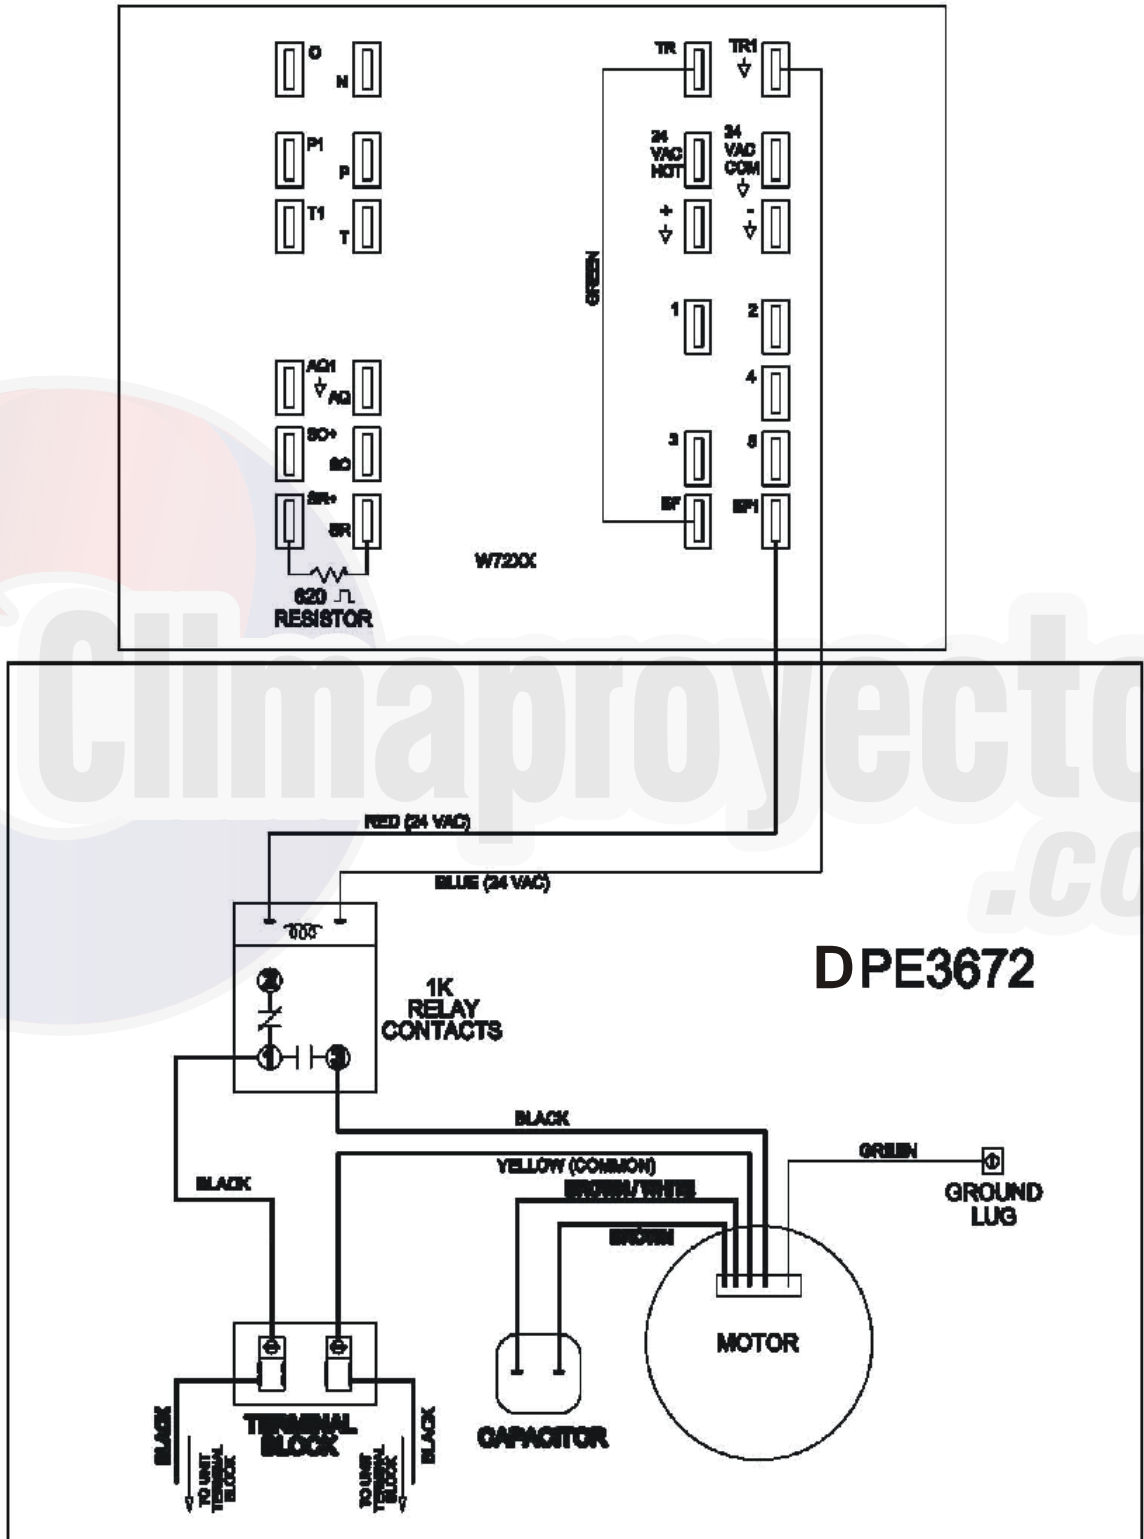 O
N
TR
TR1
P1
P
24
VAC
HOT
24
VAC
COM
T1
T
+
-
GREEN
1
2
AQ1
AQ
4
SO+
SO
3
5
SR+
SR
EF
EF1
W72XX
620
RESISTOR
Climaproyecto
.co
RED (24 VAC)
BLUE (24 VAC)
DPE3672
2
1K
RELAY
CONTACTS
1
3
BLACK
GREEN
YELLOW (COMMON)
BROWN / WHITE
BLACK
GROUND
LUG
BROWN
MOTOR
TERMINAL
BLOCK
CAPACITOR
BLACK
BLACK
TO UNIT
TERMINAL
BLOCK
TO UNIT
TERMINAL
BLOCK